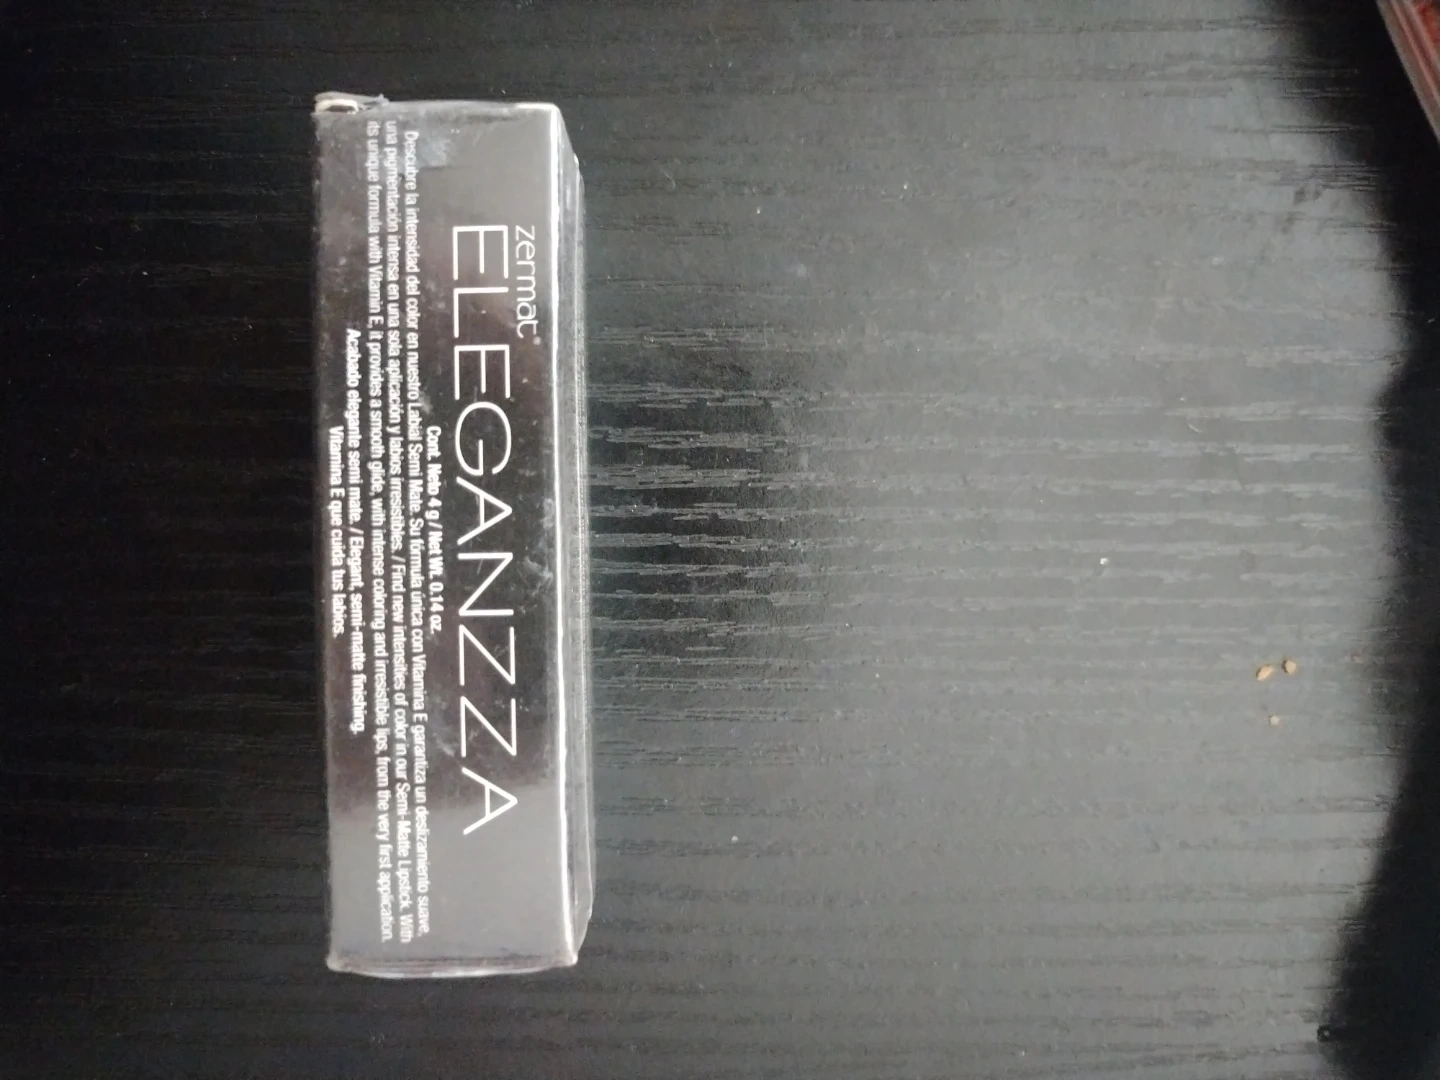 zermat®
ELEGANZZA
Cont. Neto 4 g / Net Wt. 0.14 oz.
Descubre la intensidad del color en nuestro Labial Semi Mate. Su fórmula única con Vitamina E garantiza un deslizamiento suave,
una pigmentación intensa en una sola aplicación y labios irresistibles. / Find new intensities of color in our Semi-Matte Lipstick. With
its unique formula with Vitamin E, it provides a smooth glide, with intense coloring and irresistible lips, from the very first application.
Acabado elegante semi mate. / Elegant, semi-matte finishing.
Vitamina E que cuida tus labios.